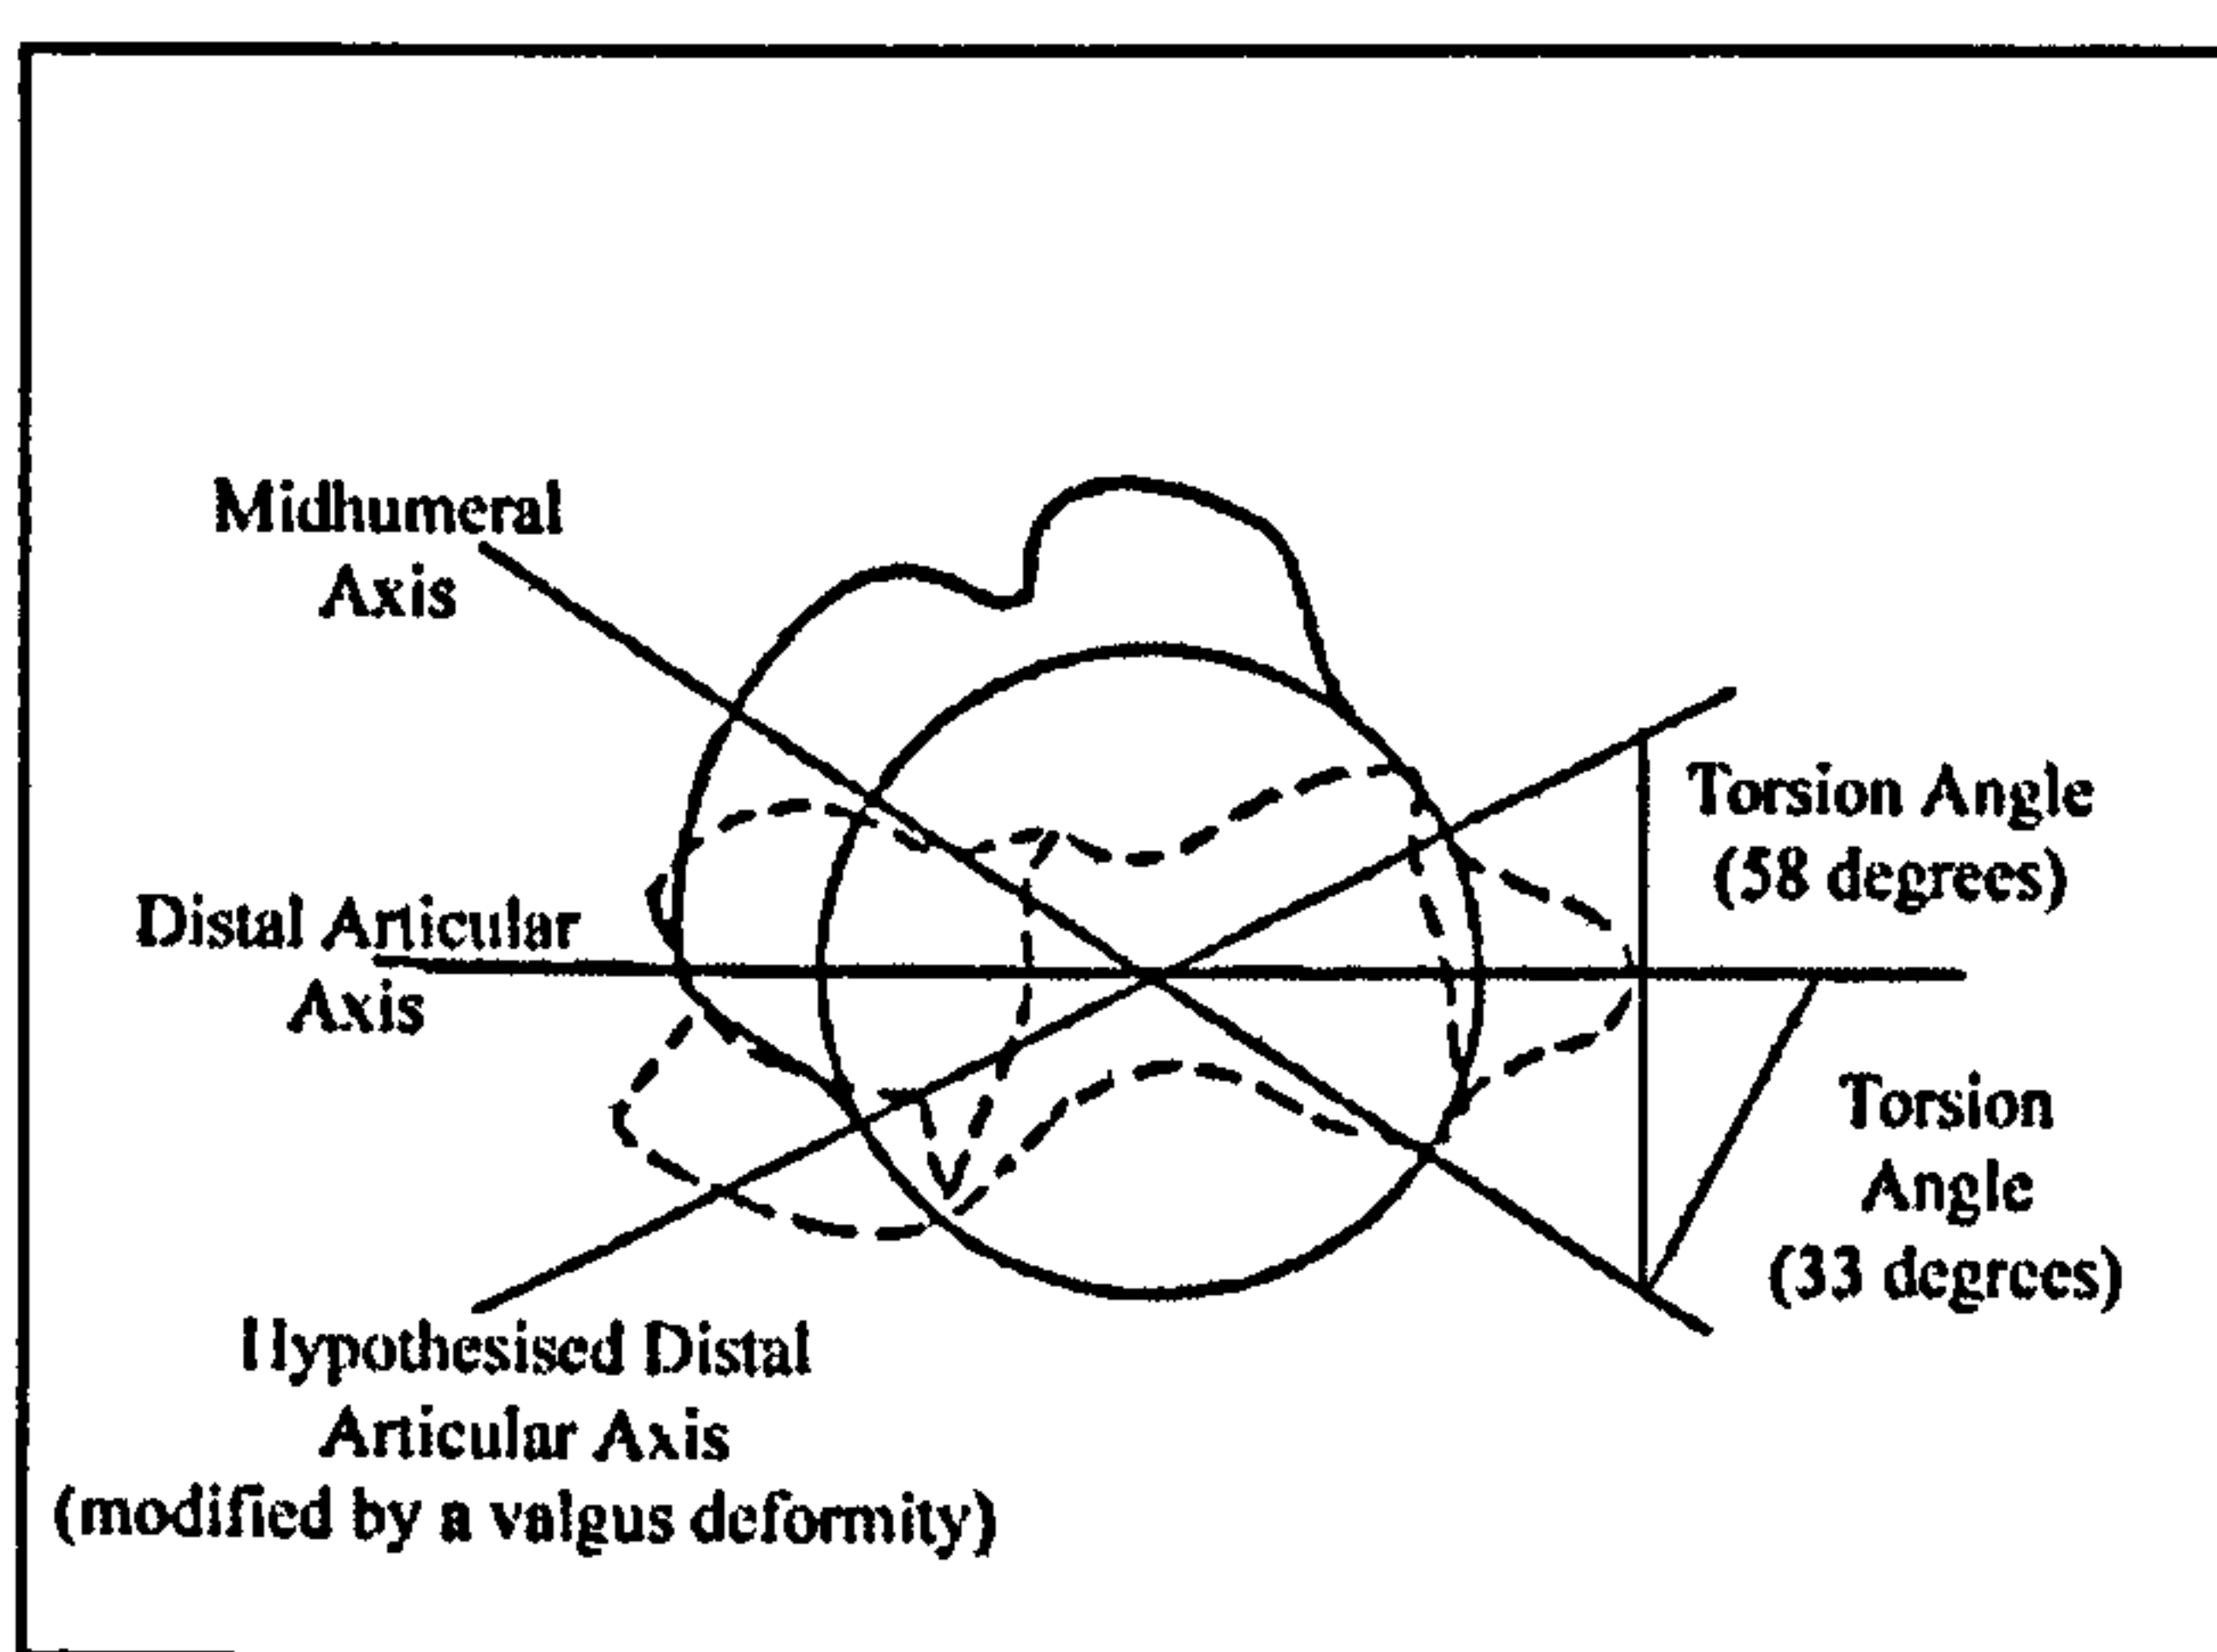 Midhumeral
Axis
Distal Articular
Axis
Hypothesised Distal
Articular Axis
(modified by a valgus deformity)
Torsion Angle
(58 degrees)
Torsion
Angle
(33 degrees)